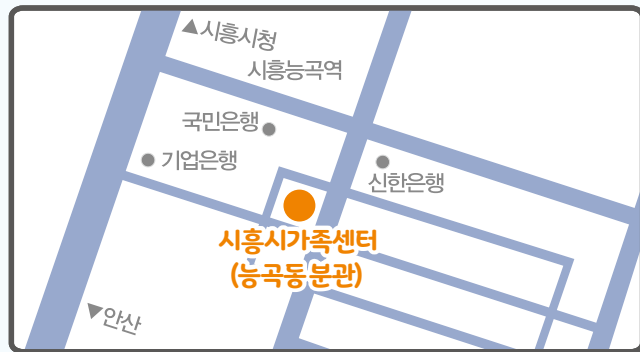 ▲시흥시청
시흥능곡역
국민은행
기업은행
신한은행
시흥시가족센터
(능곡동 분관)
▼안산